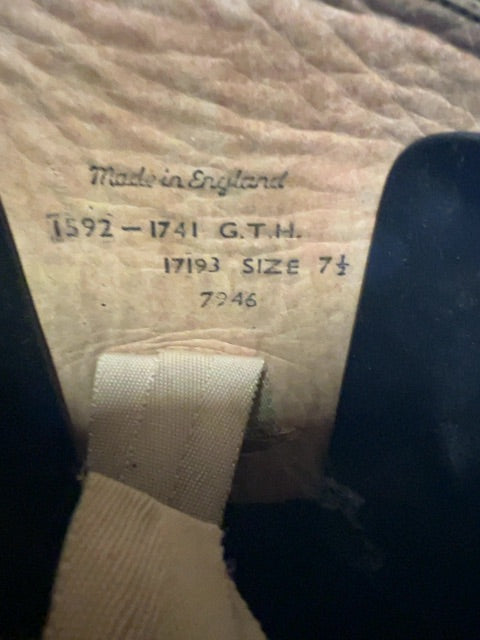 Made in England
1592 - 1741 G.T.H.
17193 SIZE 7½
7946